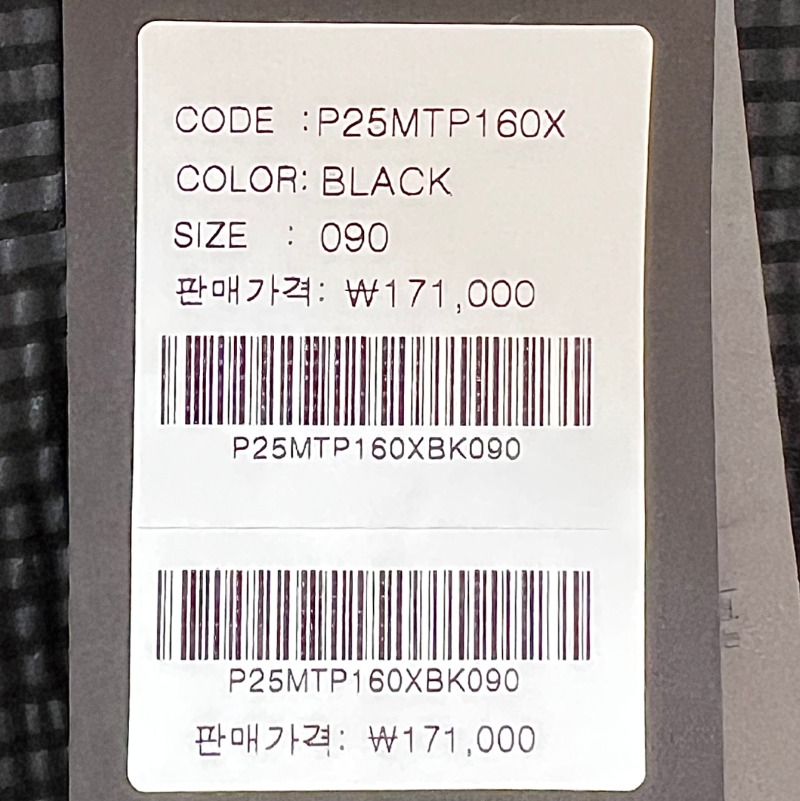 CODE : P25MTP160X
COLOR: BLACK
SIZE : 090
판매가격: ₩171,000
P25MTP160XBK090
P25MTP160XBK090
판매가격: ₩171,000